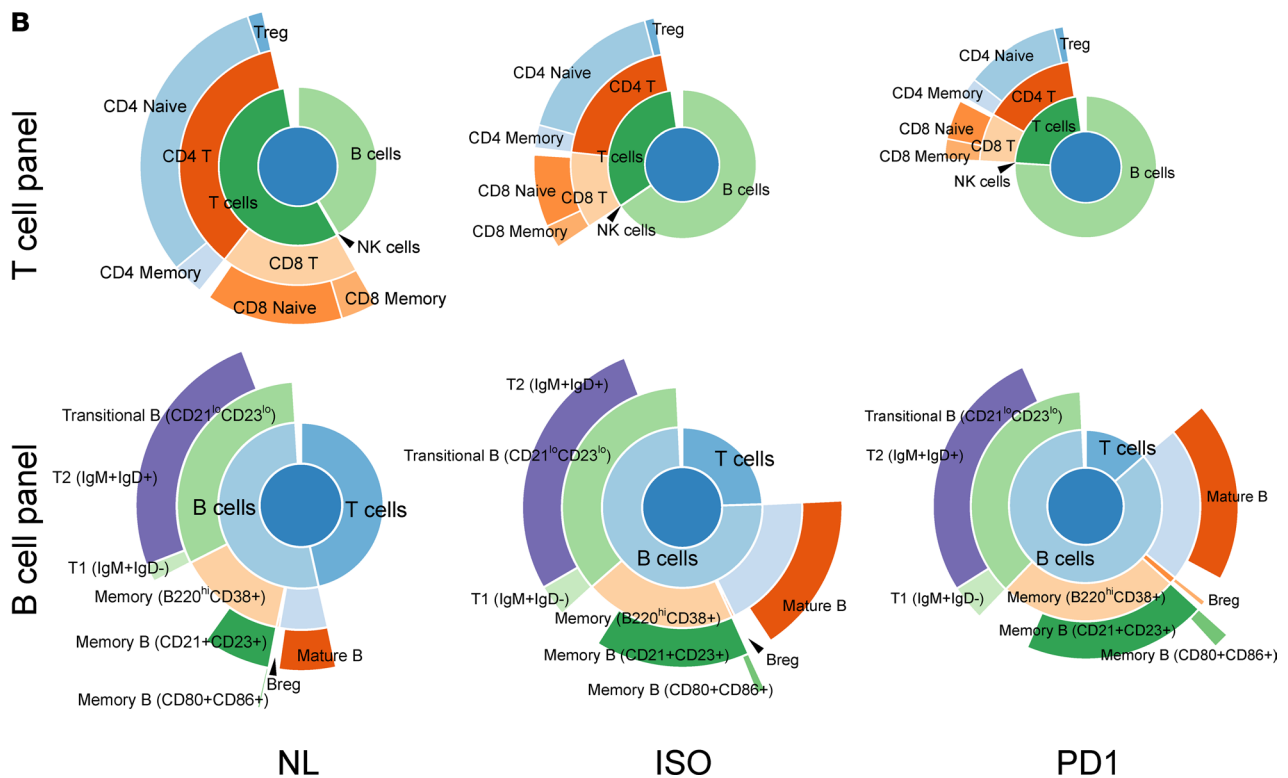 B
T cell panel
Treg
CD4 Naive
CD4 T
B cells
T cells
NK cells
CD8 T
CD4 Memory
CD8 Naive
CD8 Memory
Treg
CD4 Naive
CD4 T
CD4 Memory
T cells
CD8 Naive
CD8 T
B cells
CD8 Memory
NK cells
Treg
CD4 Naive
CD4 Memory
CD4 T
CD8 Naive
T cells
CD8 T
CD8 Memory
NK cells
B cells
B cell panel
Transitional B (CD21loCD23lo)
T2 (IgM+IgD+)
B cells
T cells
T1 (IgM+IgD-)
Memory (B220hiCD38+)
Memory B (CD21+CD23+)
Mature B
Breg
Memory B (CD80+CD86+)
T2 (IgM+IgD+)
Transitional B (CD21loCD23lo)
T cells
B cells
T1 (IgM+IgD-)
Mature B
Memory (B220hiCD38+)
Memory B (CD21+CD23+)
Breg
Memory B (CD80+CD86+)
Transitional B (CD21loCD23lo)
T2 (IgM+IgD+)
T cells
Mature B
B cells
T1 (IgM+IgD-)
Memory (B220hiCD38+)
Breg
Memory B (CD21+CD23+)
Memory B (CD80+CD86+)
NL
ISO
PD1